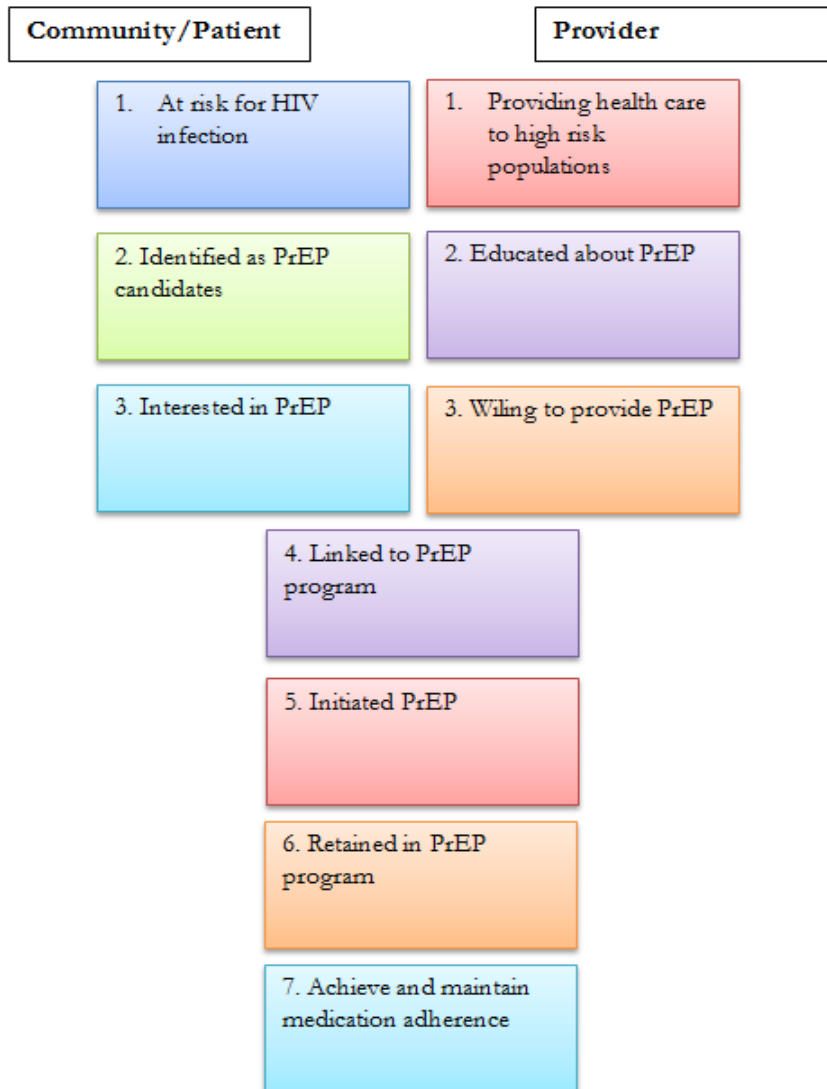 Community/Patient
Provider
1. At risk for HIV
infection
1. Providing health care
to high risk
populations
2. Identified as PrEP
candidates
2. Educated about PrEP
3. Interested in PrEP
3. Wiling to provide PrEP
4. Linked to PrEP
program
5. Initiated PrEP
6. Retained in PrEP
program
7. Achieve and maintain
medication adherence